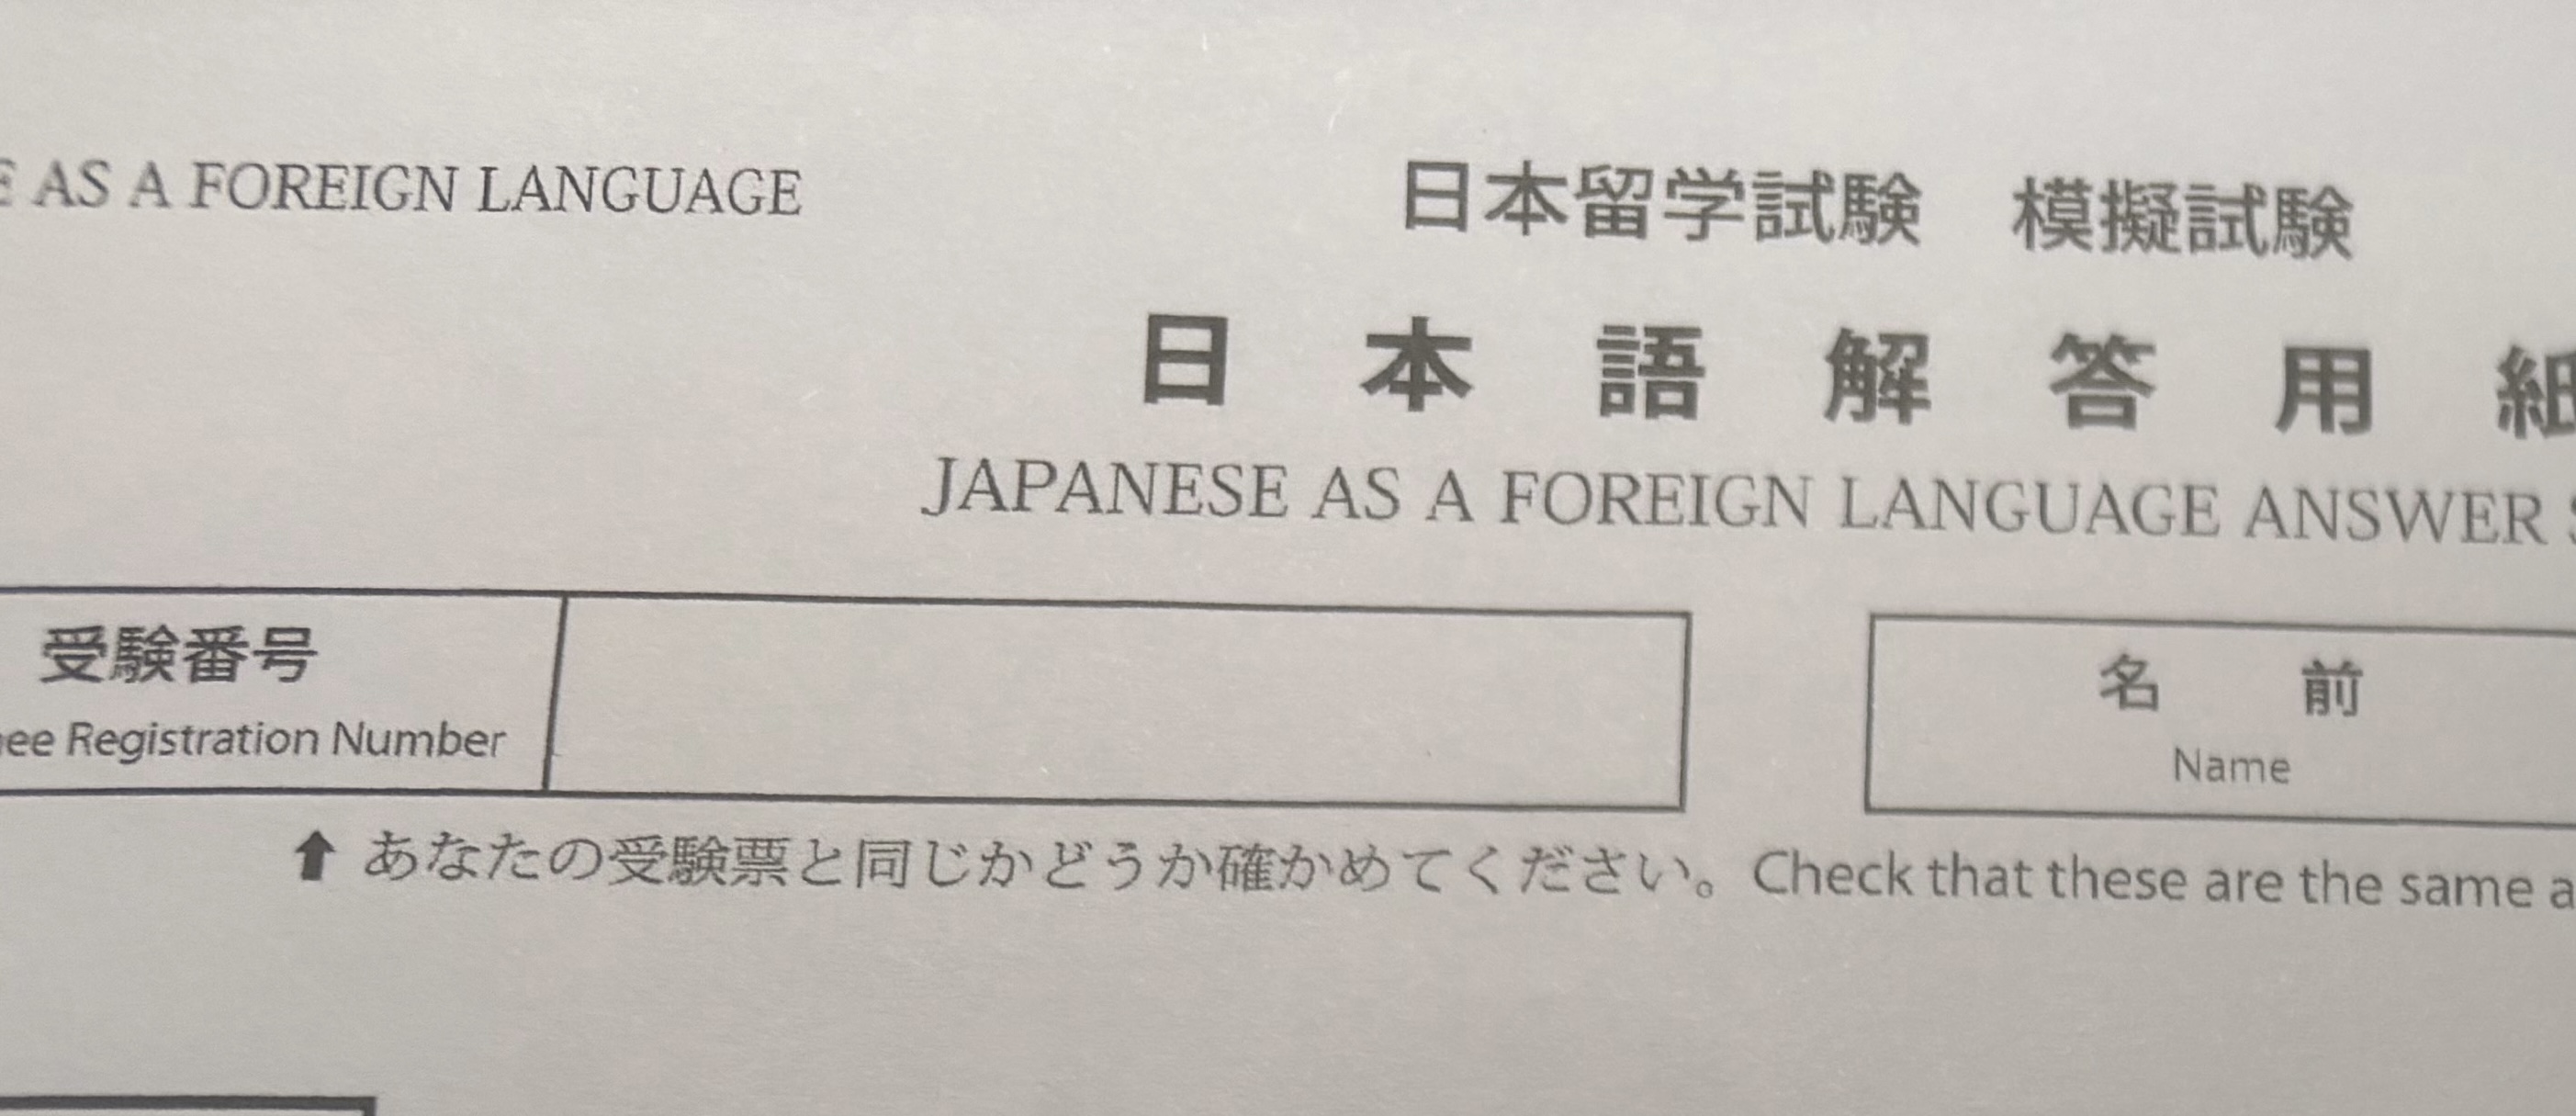 AS A FOREIGN LANGUAGE
日本留学試験 模擬試験
日本語解答用紙
JAPANESE AS A FOREIGN LANGUAGE ANSWER
受験番号
Registration Number
名前
Name
⬆ あなたの受験票と同じかどうか確かめてください。Check that these are the same